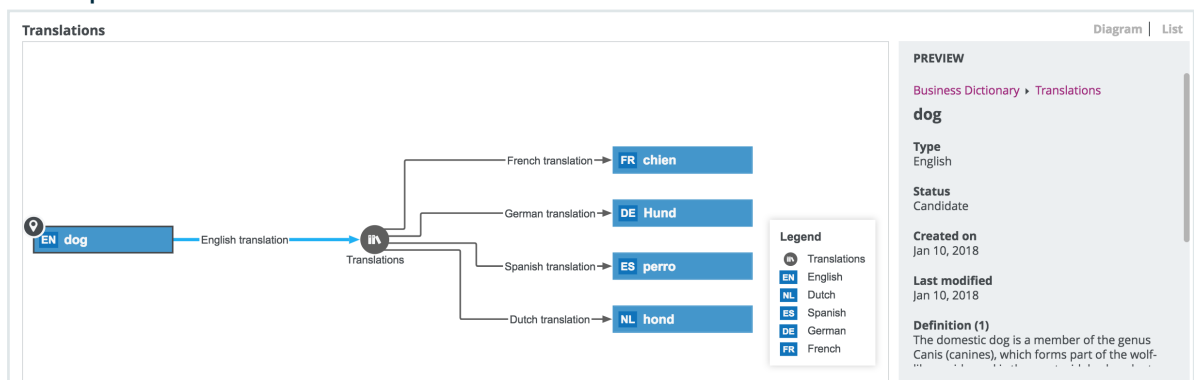 Translations
Diagram
List
French translation
FR chien
German translation
DE Hund
EN dog
English translation
Translations
Spanish translation
ES perro
Dutch translation
NL hond
Legend
Translations
EN English
NL Dutch
ES Spanish
DE German
FR French
PREVIEW
Business Dictionary ▸ Translations
dog
Type
English
Status
Candidate
Created on
Jan 10, 2018
Last modified
Jan 10, 2018
Definition (1)
The domestic dog is a member of the genus
Canis (canines), which forms part of the wolf-